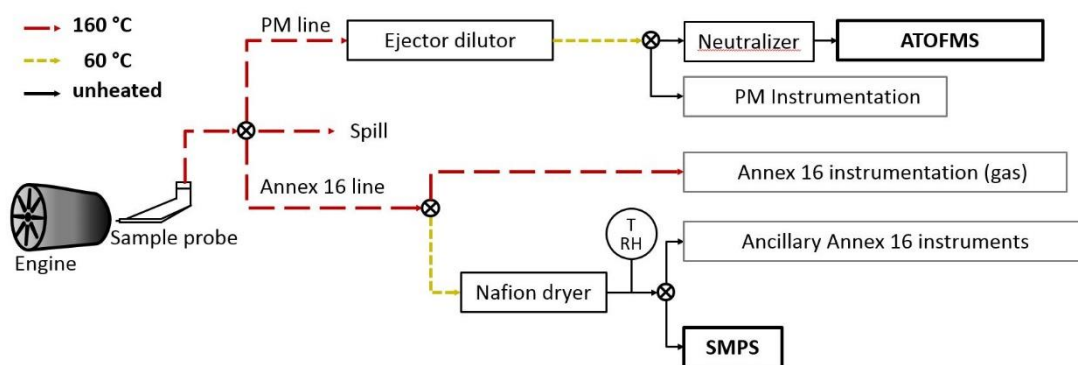 160 °C
60 °C
unheated
PM line
Ejector dilutor
Neutralizer
ATOFMS
PM Instrumentation
Spill
Annex 16 line
Annex 16 instrumentation (gas)
Sample probe
Engine
T
RH
Ancillary Annex 16 instruments
Nafion dryer
SMPS